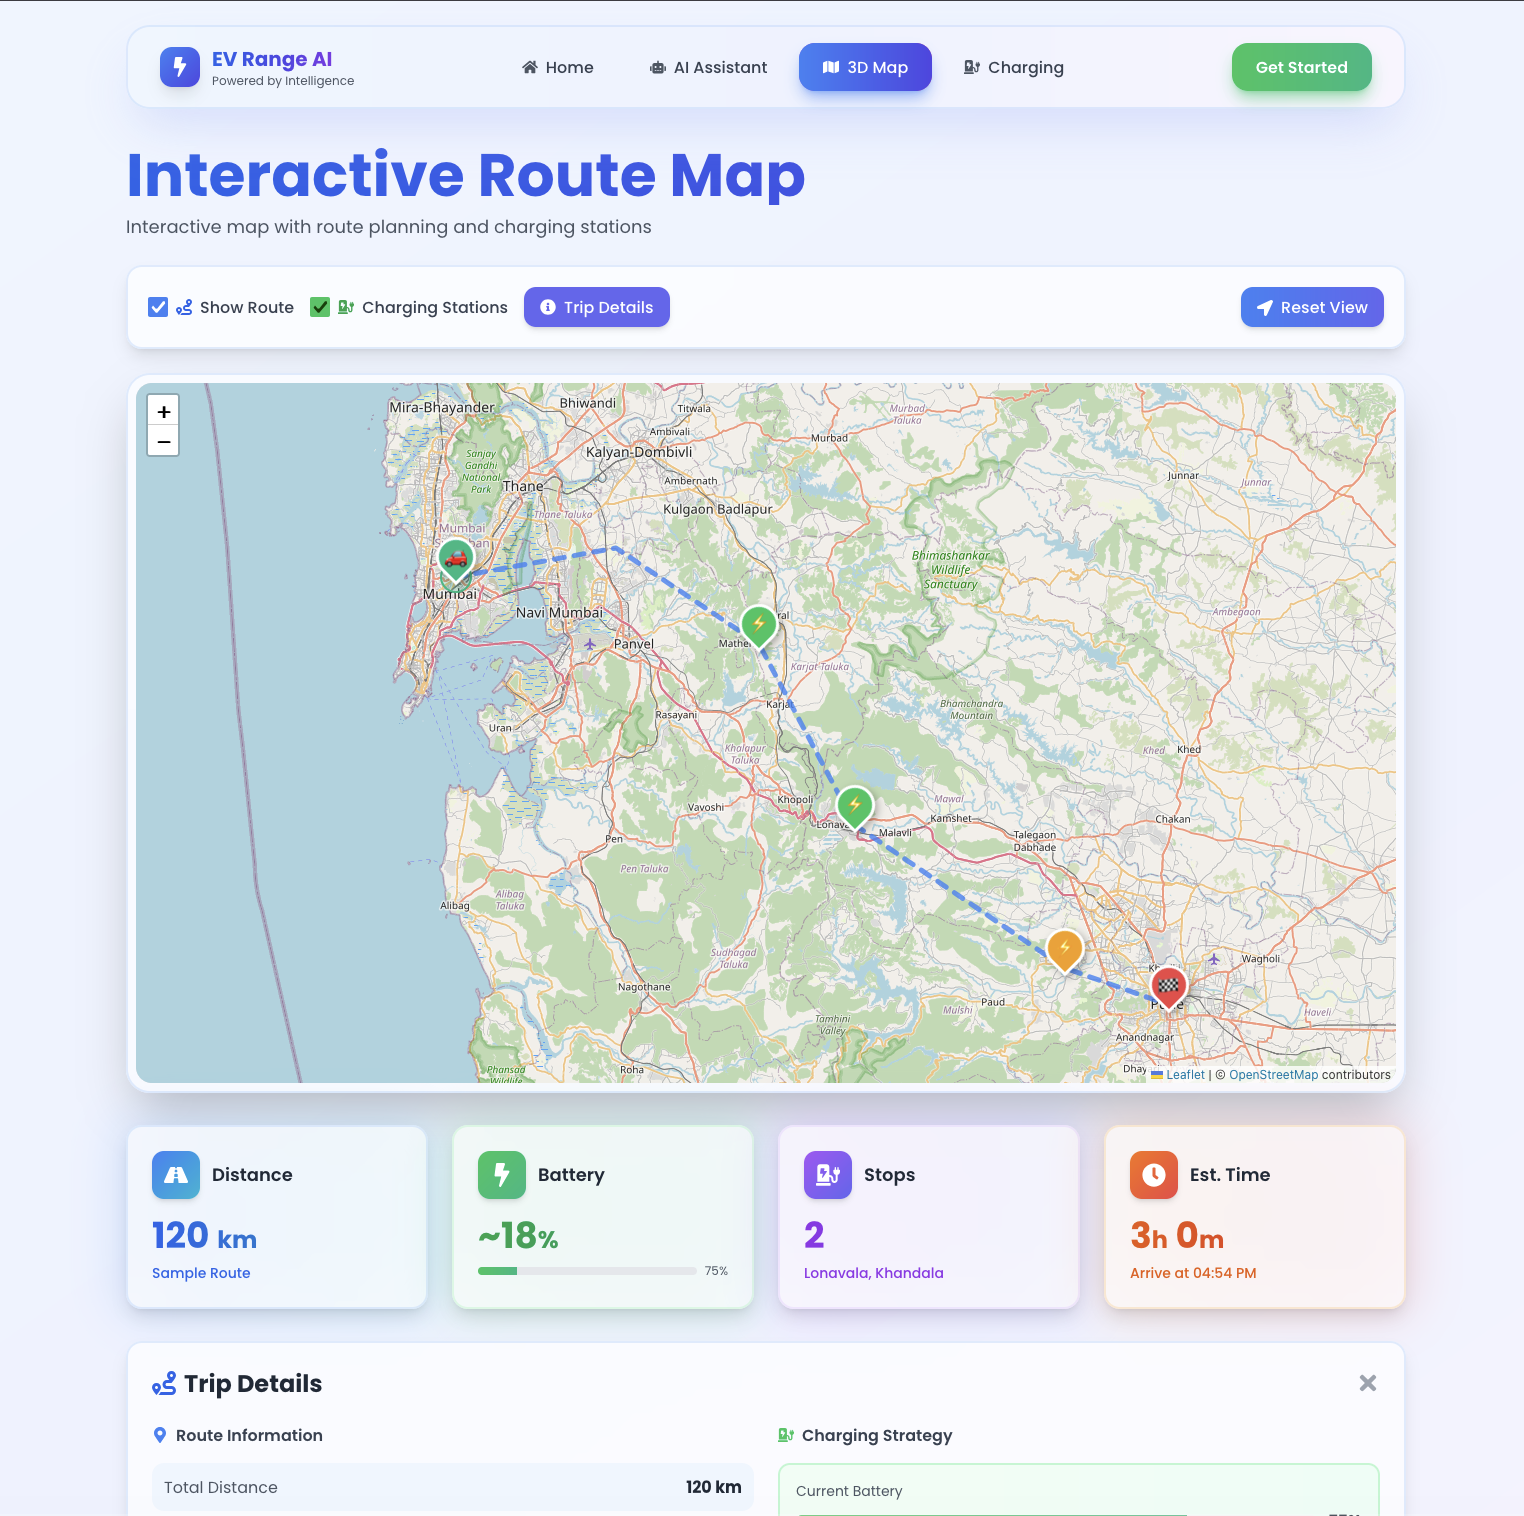 EV Range AI
Powered by Intelligence
Home
AI Assistant
3D Map
Charging
Get Started
Interactive Route Map
Interactive map with route planning and charging stations
Show Route
Charging Stations
Trip Details
Reset View
+
−
Mira-Bhayander
Bhiwandi
Titwala
Murbad
Taluka
Ambivali
Murbad
Kalyan-Dombivli
Sanjay
Gandhi
National
Park
Thane
Ambernath
Junnar
Junnar
Kulgaon Badlapur
Thane Taluka
Mumbai
Bhimashankar
Wildlife
Sanctuary
Mumbai
Navi Mumbai
Ambegaon
Panvel
Karjat Taluka
Rasayani
Bhamchandra
Mountain
Uran
Khalapur
Taluka
Khed
Khed
Vavoshi
Khopoli
Mawal
Kamshet
Chakan
Malavli
Talegaon
Dabhade
Pen
Pen Taluka
Alibag
Alibag
Taluka
Sudhagad
Taluka
Wagholi
Nagothane
Paud
Mulshi
Haveli
Tamhini
Valley
Anandnagar
Roha
Phansad
Wildlife
Dhay
Leaflet | © OpenStreetMap contributors
Distance
120 km
Sample Route
Battery
~18%
75%
Stops
2
Lonavala, Khandala
Est. Time
3h 0m
Arrive at 04:54 PM
Trip Details
Route Information
Total Distance
120 km
Charging Strategy
Current Battery